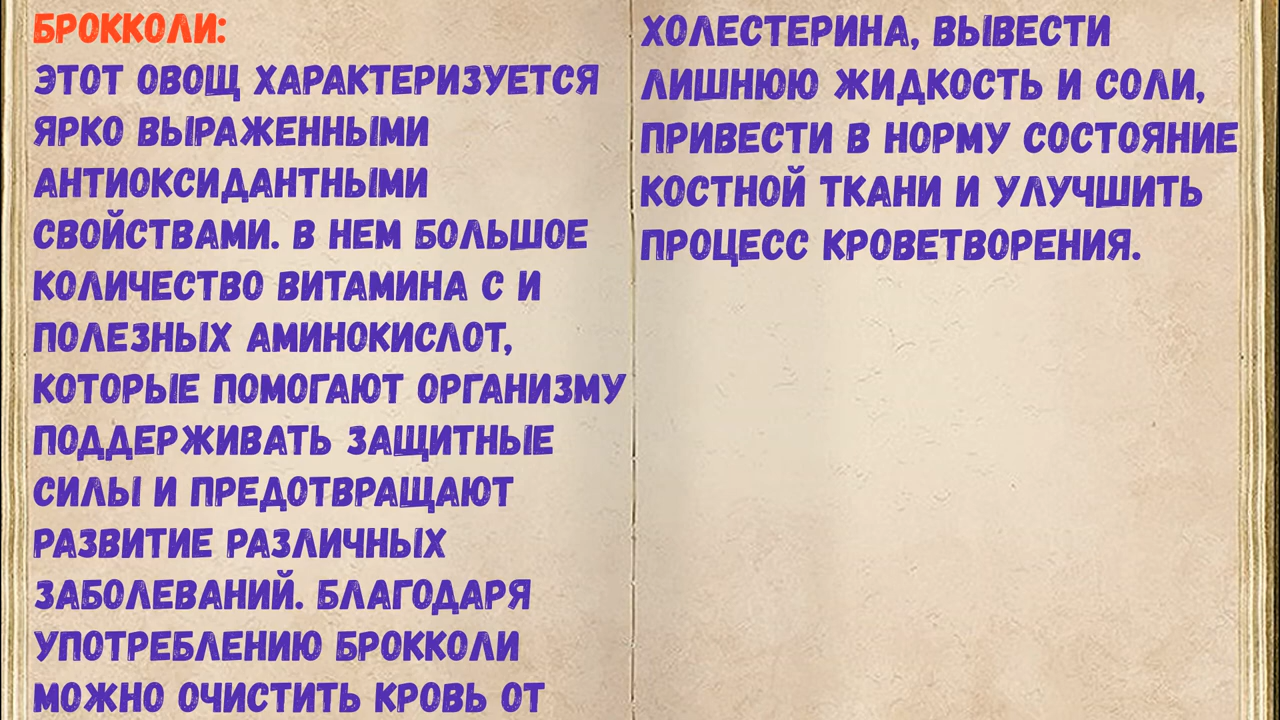 БРОККОЛИ:
ЭТОТ ОВОЩ ХАРАКТЕРИЗУЕТСЯ
ЯРКО ВЫРАЖЕННЫМИ
АНТИОКСИДАНТНЫМИ
СВОЙСТВАМИ. В НЕМ БОЛЬШОЕ
КОЛИЧЕСТВО ВИТАМИНА С И
ПОЛЕЗНЫХ АМИНОКИСЛОТ,
КОТОРЫЕ ПОМОГАЮТ ОРГАНИЗМУ
ПОДДЕРЖИВАТЬ ЗАЩИТНЫЕ
СИЛЫ И ПРЕДОТВРАЩАЮТ
РАЗВИТИЕ РАЗЛИЧНЫХ
ЗАБОЛЕВАНИЙ. БЛАГОДАРЯ
УПОТРЕБЛЕНИЮ БРОККОЛИ
МОЖНО ОЧИСТИТЬ КРОВЬ ОТ
ХОЛЕСТЕРИНА, ВЫВЕСТИ
ЛИШНЮЮ ЖИДКОСТЬ И СОЛИ,
ПРИВЕСТИ В НОРМУ СОСТОЯНИЕ
КОСТНОЙ ТКАНИ И УЛУЧШИТЬ
ПРОЦЕСС КРОВЕТВОРЕНИЯ.